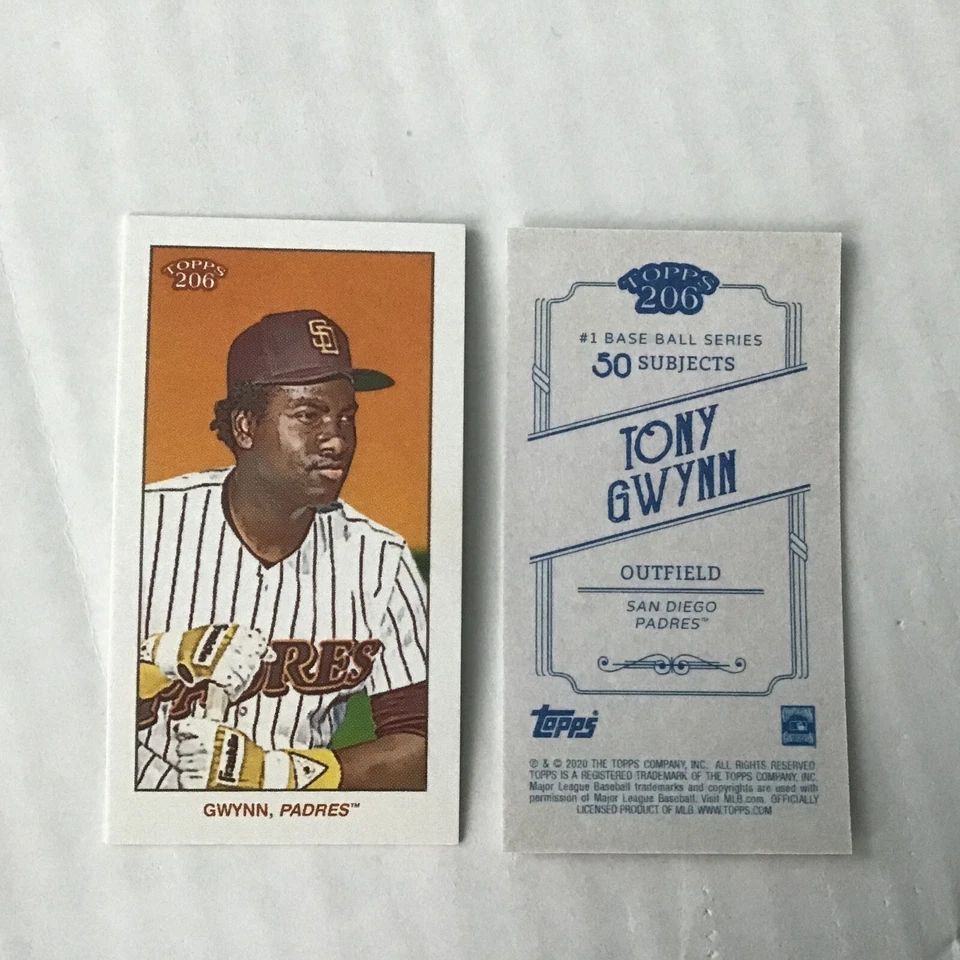 TOPPS
206
SD
PADRES
Franklin
GWYNN, PADRES™
TOPPS
206
#1 BASE BALL SERIES
50 SUBJECTS
TONY
GWYNN
OUTFIELD
SAN DIEGO
PADRES™
topps®
® & © 2020 THE TOPPS COMPANY, INC. ALL RIGHTS RESERVED.
TOPPS IS A REGISTERED TRADEMARK OF THE TOPPS COMPANY, INC.
Major League Baseball trademarks and copyrights are used with
permission of Major League Baseball. Visit MLB.com. OFFICIALLY
LICENSED PRODUCT OF MLB. WWW.TOPPS.COM